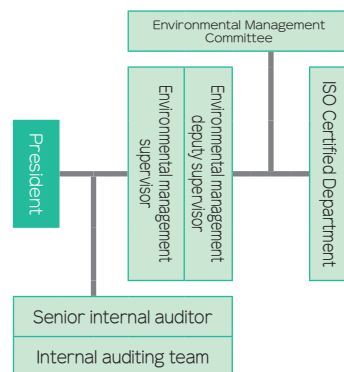 Environmental Management
Committee
President
Environmental management
supervisor
Environmental management
deputy supervisor
ISO Certified Department
Senior internal auditor
Internal auditing team